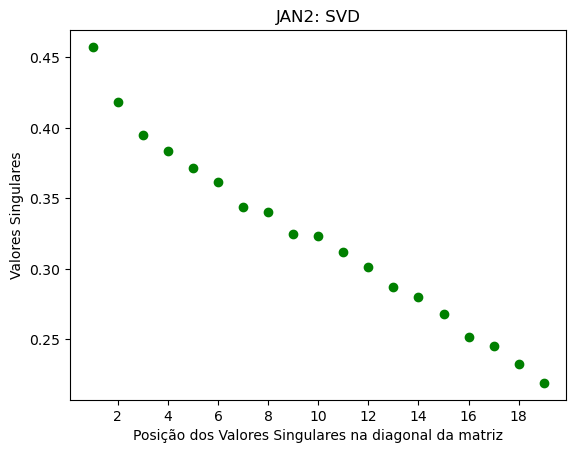 JAN2: SVD
Valores Singulares
0.45
0.40
0.35
0.30
0.25
2 4 6 8 10 12 14 16 18
Posição dos Valores Singulares na diagonal da matriz